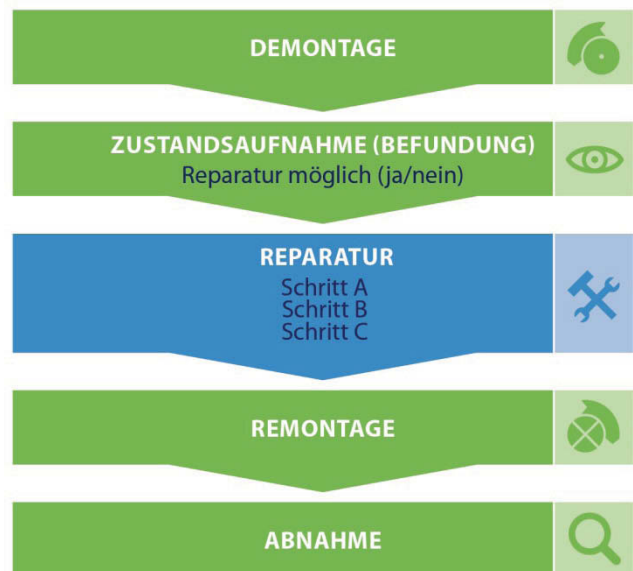 DEMONTAGE
ZUSTANDSAUFNAHME (BEFUNDUNG)
Reparatur möglich (ja/nein)
REPARATUR
Schritt A
Schritt B
Schritt C
REMONTAGE
ABNAHME